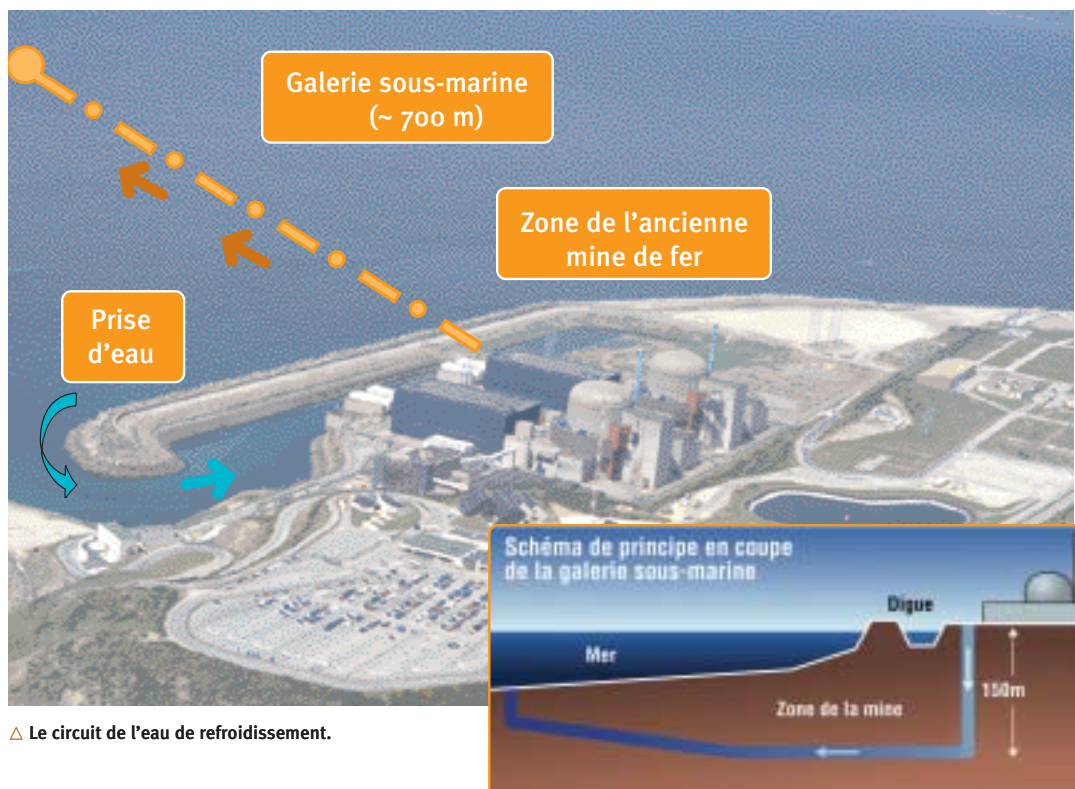 Galerie sous-marine
(~ 700 m)
Zone de l’ancienne
mine de fer
Prise
d’eau
Schéma de principe en coupe
de la galerie sous-marine
Digue
Mer
150m
Zone de la mine
△ Le circuit de l’eau de refroidissement.